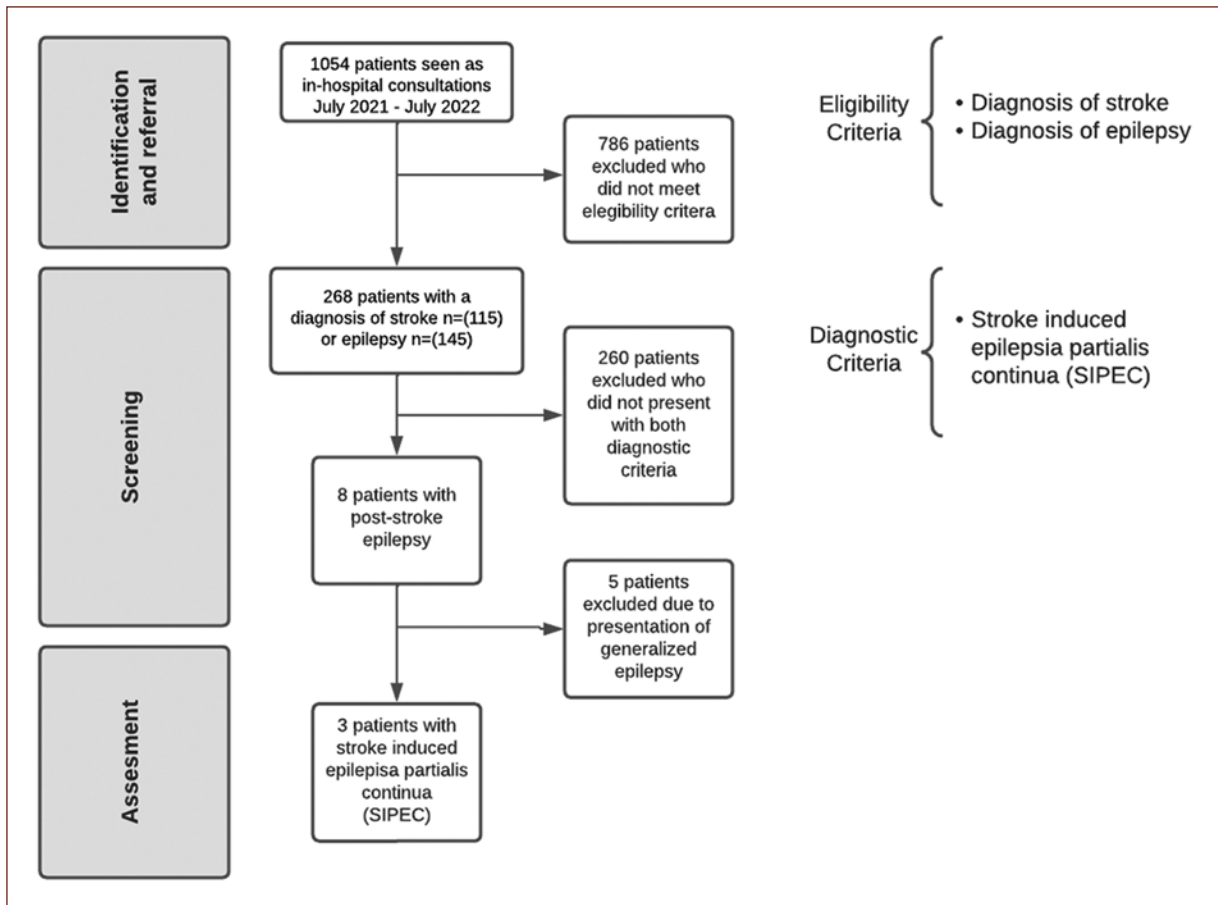 Identification
and referral
1054 patients seen as
in-hospital consultations
July 2021 - July 2022
786 patients
excluded who
did not meet
elegibility critera
Eligibility
Criteria
• Diagnosis of stroke
• Diagnosis of epilepsy
Screening
268 patients with a
diagnosis of stroke n=(115)
or epilepsy n=(145)
260 patients
excluded who
did not present
with both
diagnostic
criteria
Diagnostic
Criteria
• Stroke induced
epilepsia partialis
continua (SIPEC)
8 patients with
post-stroke
epilepsy
5 patients
excluded due to
presentation of
generalized
epilepsy
Assesment
3 patients with
stroke induced
epilepisa partialis
continua
(SIPEC)